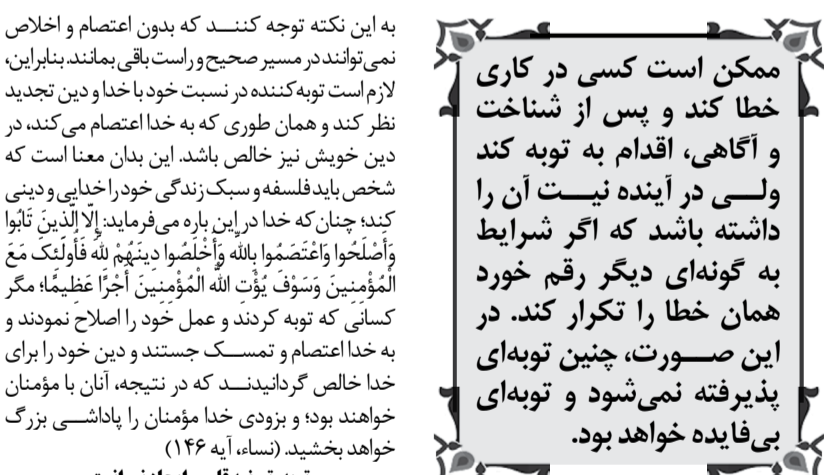 ممکن است کسی در کاری
خطا کند و پس از شناخت
و آگاهی، اقدام به توبه کند
ولی در آینده نیت آن را
داشته باشد که اگر شرایط
به گونه‌ای دیگر رقم خورد
همان خطا را تکرار کند. در
این صورت، چنین توبه‌ای
پذیرفته نمی‌شود و توبه‌ای
بی‌فایده خواهد بود.
به این نکته توجه کنند که بدون اعتصام و اخلاص
نمی‌توانند در مسیر صحیح و راست باقی بمانند. بنابراین،
لازم است توبه‌کننده در نسبت خود با خدا و دین تجدید
نظر کند و همان طوری که به خدا اعتصام می‌کند، در
دین خویش نیز خالص باشد. این بدان معنا است که
شخص باید فلسفه و سبک زندگی خود را خدایی و دینی
کند؛ چنان که خدا در این باره می‌فرماید: إِلَّا الَّذِینَ تَابُوا
وَأَصْلَحُوا وَاعْتَصَمُوا بِاللَّهِ وَأَخْلَصُوا دِینَهُمْ لله فَأُولَئِکَ مَعَ
الْمُؤْمِنِینَ وَسَوْفَ یُؤْتِ اللَّه الْمُؤْمِنِینَ أَجْرًا عَظِیمًا؛ مگر
کسانی که توبه کردند و عمل خود را اصلاح نمودند و
به خدا اعتصام و تمسک جستند و دین خود را برای
خدا خالص گردانیدند که در نتیجه، آنان با مؤمنان
خواهند بود؛ و بزودی خدا مؤمنان را پاداشی بزرگ
خواهد بخشید. (نساء، آیه ۱۴۶)